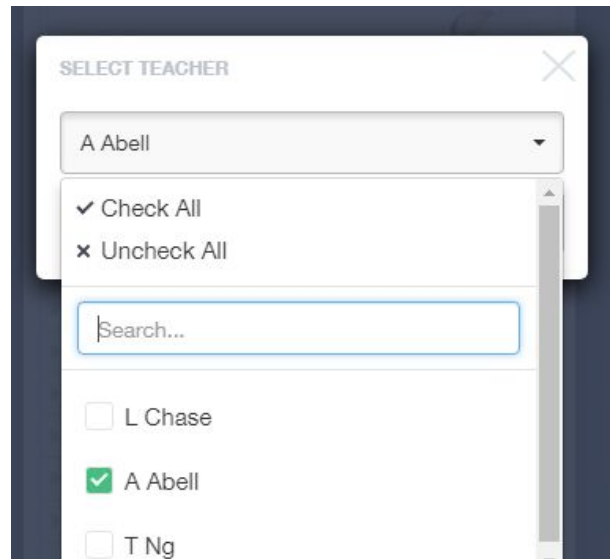 SELECT TEACHER
A Abell
Check All
Uncheck All
Search...
L Chase
A Abell
T Ng